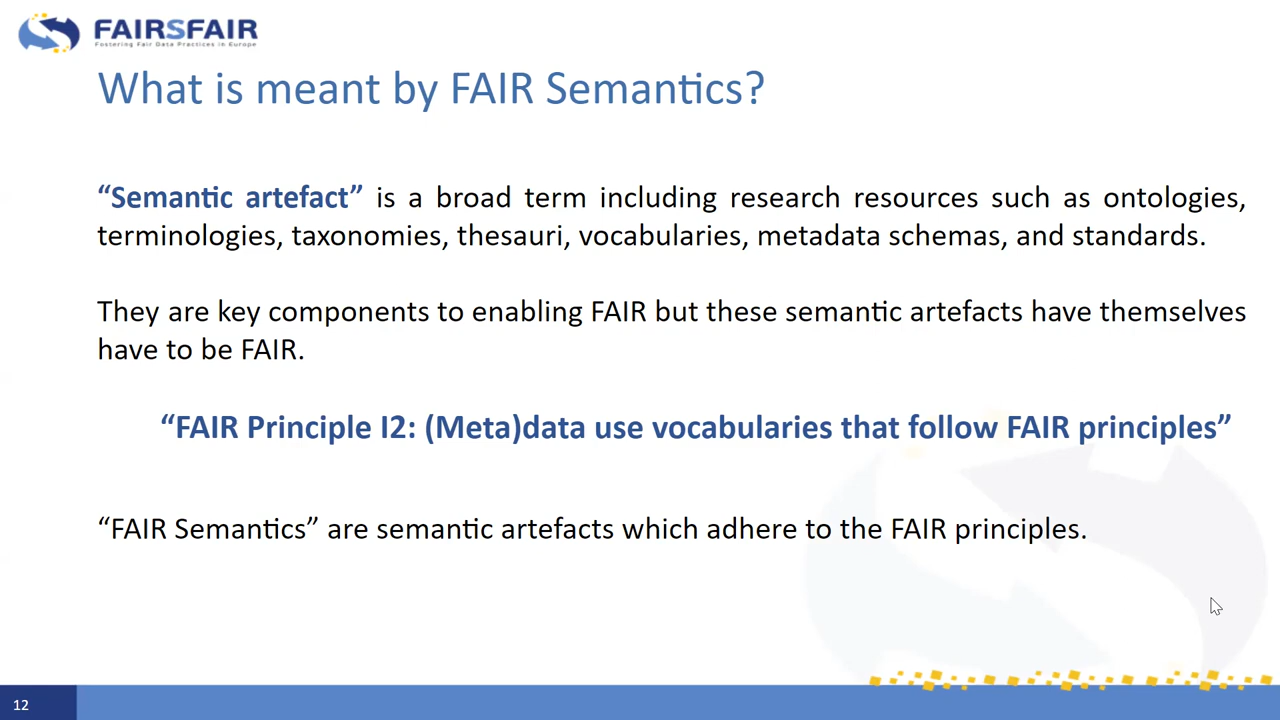 FAIRSFAIR
Fostering Fair Data Practices in Europe
What is meant by FAIR Semantics?
“Semantic artefact” is a broad term including research resources such as ontologies,
terminologies, taxonomies, thesauri, vocabularies, metadata schemas, and standards.
They are key components to enabling FAIR but these semantic artefacts have themselves
have to be FAIR.
“FAIR Principle I2: (Meta)data use vocabularies that follow FAIR principles”
“FAIR Semantics” are semantic artefacts which adhere to the FAIR principles.
12